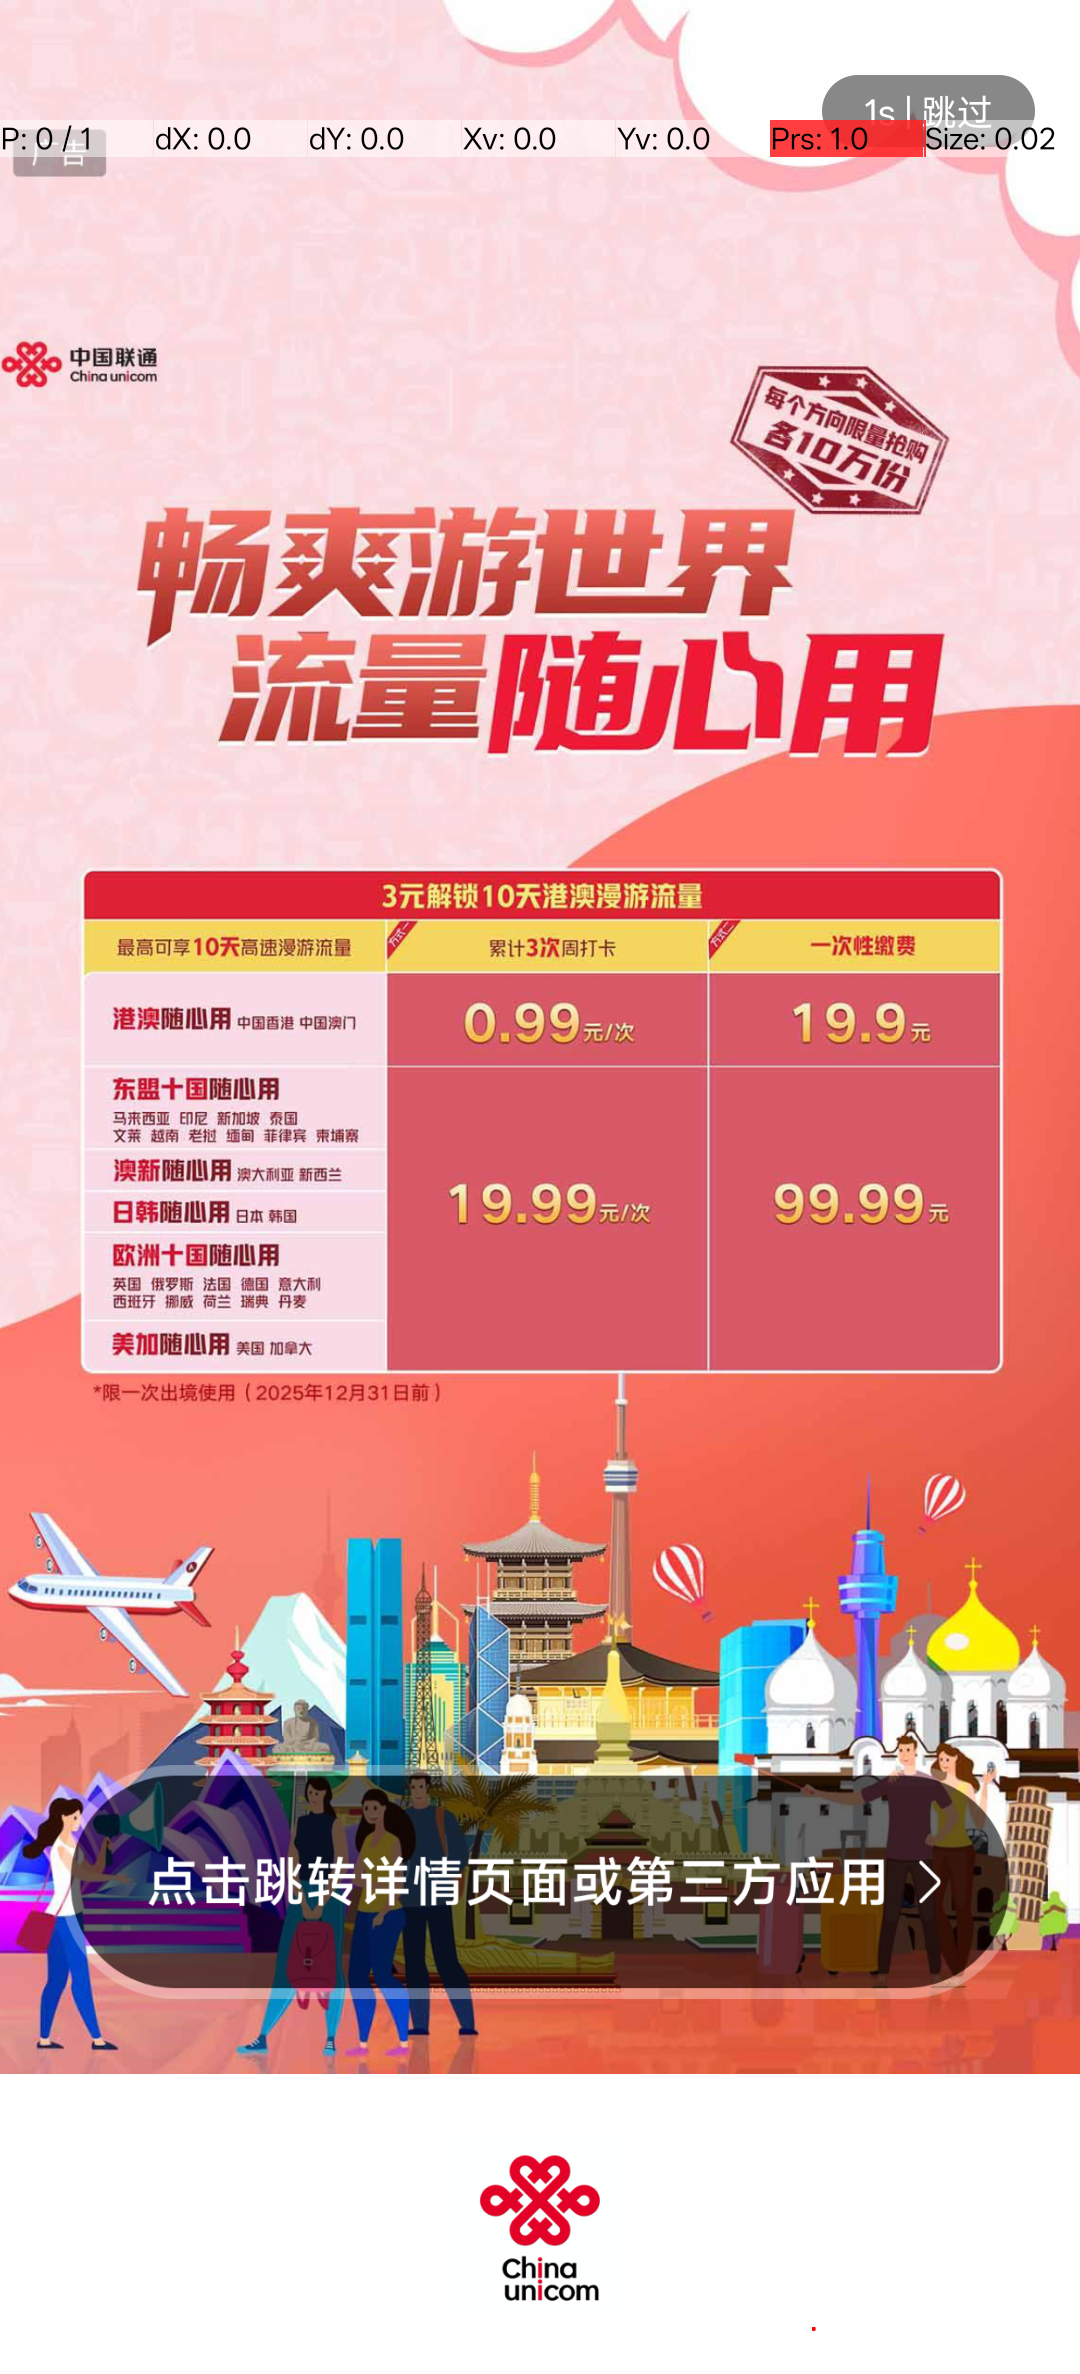 1s | 跳过
P: 0 / 1 dX: 0.0 dY: 0.0 Xv: 0.0 Yv: 0.0 Prs: 1.0 Size: 0.02
广告
中国联通
China unicom
每个方向限量抢购
各10万份
畅爽游世界
流量随心用
3元解锁10天港澳漫游流量
最高可享10天高速漫游流量 方式一 累计3次周打卡 方式二 一次性缴费
港澳随心用 中国香港 中国澳门 0.99元/次 19.9元
东盟十国随心用
马来西亚 印尼 新加坡 泰国
文莱 越南 老挝 缅甸 菲律宾 柬埔寨
澳新随心用 澳大利亚 新西兰
日韩随心用 日本 韩国 19.99元/次 99.99元
欧洲十国随心用
英国 俄罗斯 法国 德国 意大利
西班牙 挪威 荷兰 瑞典 丹麦
美加随心用 美国 加拿大
*限一次出境使用（2025年12月31日前）
点击跳转详情页面或第三方应用
China
unicom